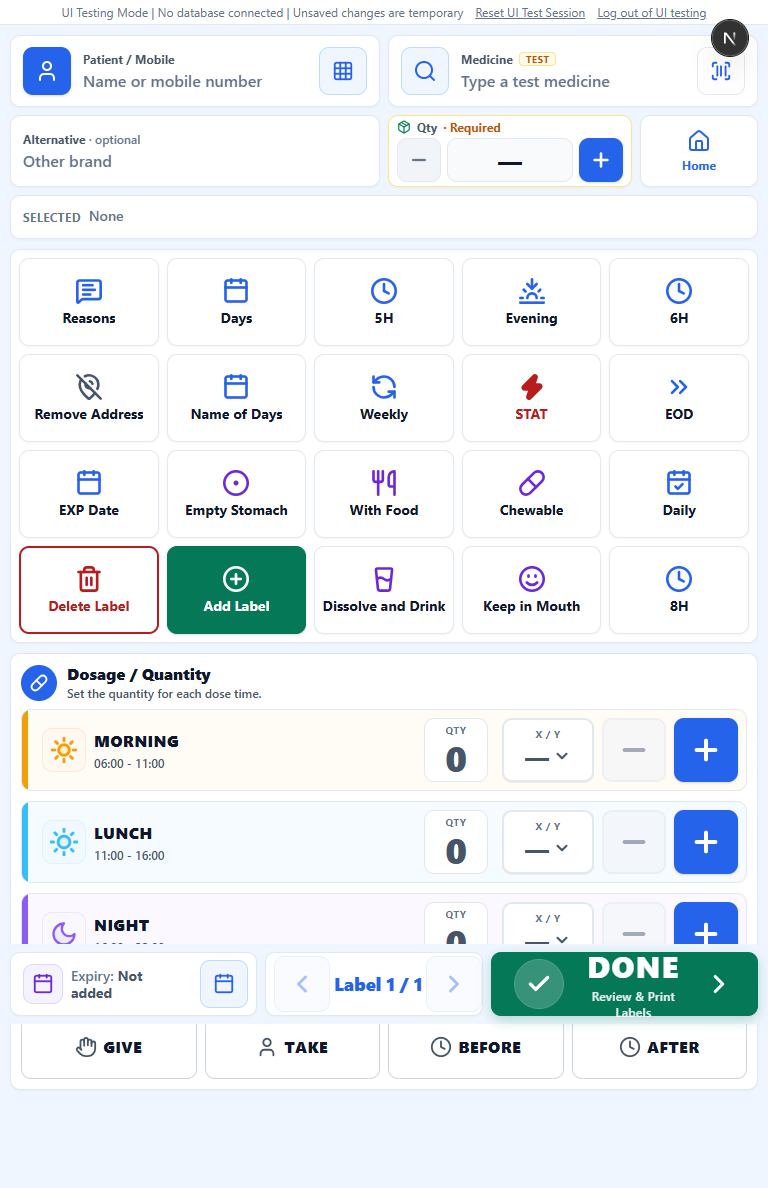 UI Testing Mode | No database connected | Unsaved changes are temporary Reset UI Test Session Log out of UI testing
N
Patient / Mobile
Name or mobile number
Medicine TEST
Type a test medicine
Alternative · optional
Other brand
Qty · Required
—
Home
SELECTED None
Reasons
Days
5H
Evening
6H
Remove Address
Name of Days
Weekly
STAT
EOD
EXP Date
Empty Stomach
With Food
Chewable
Daily
Delete Label
Add Label
Dissolve and Drink
Keep in Mouth
8H
Dosage / Quantity
Set the quantity for each dose time.
MORNING
06:00 - 11:00
QTY
0
X / Y
—
LUNCH
11:00 - 16:00
QTY
0
X / Y
—
NIGHT
QTY
0
X / Y
—
Expiry: Not
added
Label 1 / 1
DONE
Review & Print
Labels
GIVE
TAKE
BEFORE
AFTER